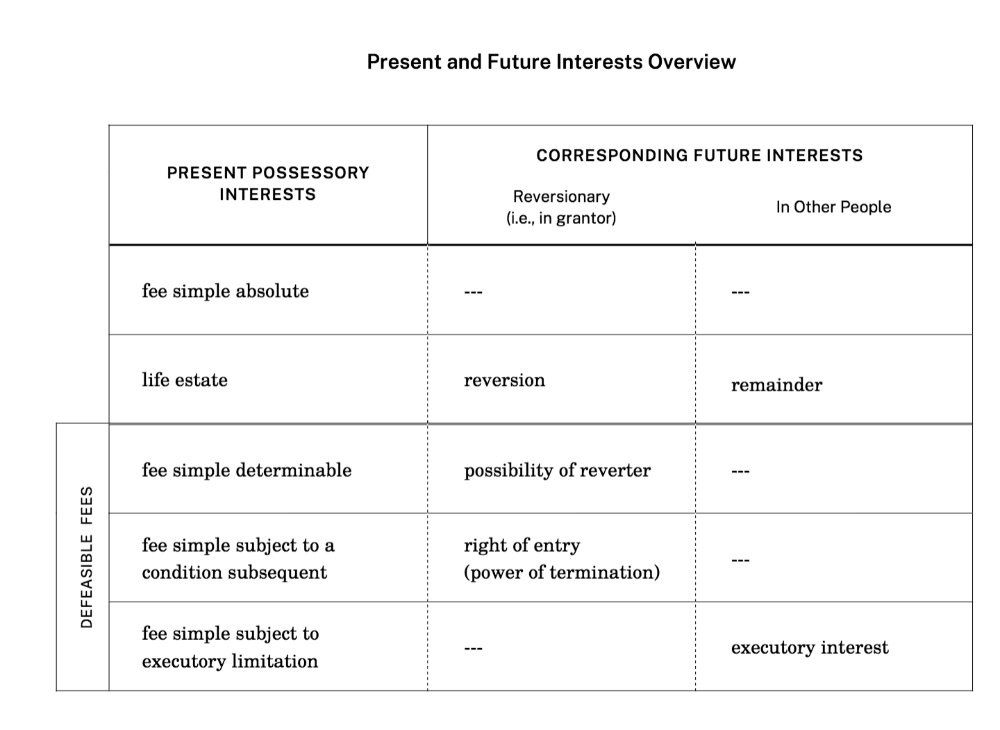 Present and Future Interests Overview
PRESENT POSSESSORY
INTERESTS
CORRESPONDING FUTURE INTERESTS
Reversionary
(i.e., in grantor)
In Other People
fee simple absolute
---
---
life estate
reversion
remainder
DEFEASIBLE FEES
fee simple determinable
possibility of reverter
---
fee simple subject to a
condition subsequent
right of entry
(power of termination)
---
fee simple subject to
executory limitation
---
executory interest